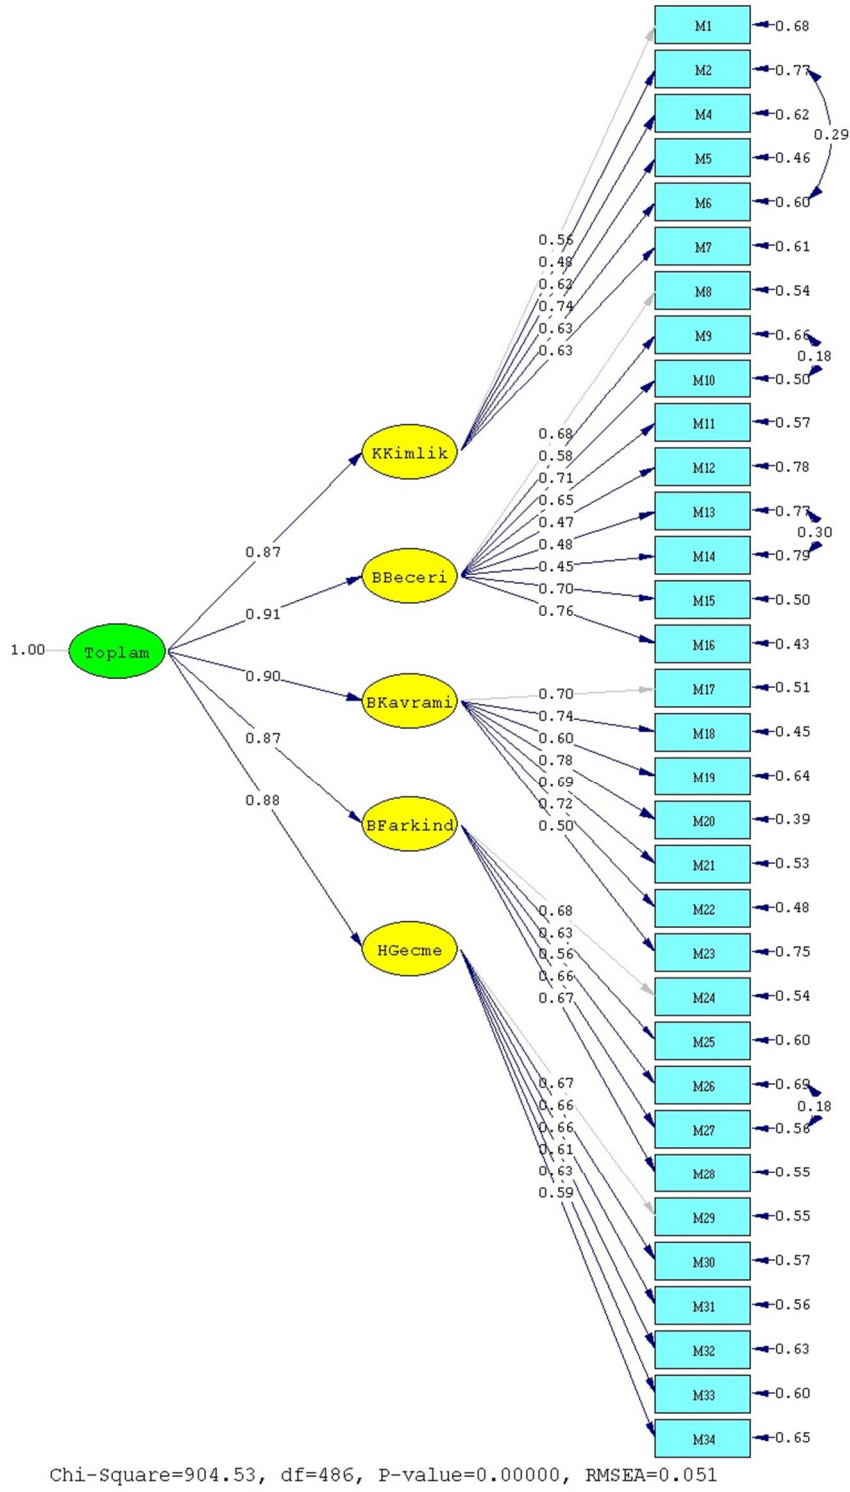 M1 0.68
M2 0.77
M4 0.62
0.29
M5 0.46
M6 0.60
M7 0.61
M8 0.54
M9 0.66
0.18
M10 0.50
M11 0.57
M12 0.78
M13 0.77
0.30
M14 0.79
M15 0.50
M16 0.43
M17 0.51
M18 0.45
M19 0.64
M20 0.39
M21 0.53
M22 0.48
M23 0.75
M24 0.54
M25 0.60
M26 0.69
0.18
M27 0.56
M28 0.55
M29 0.55
M30 0.57
M31 0.56
M32 0.63
M33 0.60
M34 0.65
0.56
0.48
0.62
0.74
0.63
0.63
0.68
0.58
0.71
0.65
0.47
0.48
0.45
0.70
0.76
0.70
0.74
0.60
0.78
0.69
0.72
0.50
0.68
0.63
0.56
0.66
0.67
0.67
0.66
0.66
0.61
0.63
0.59
KKimlik
BBeceri
BKavrami
BFarkind
HGecme
0.87
0.91
0.90
0.87
0.88
1.00
Toplam
Chi-Square=904.53, df=486, P-value=0.00000, RMSEA=0.051